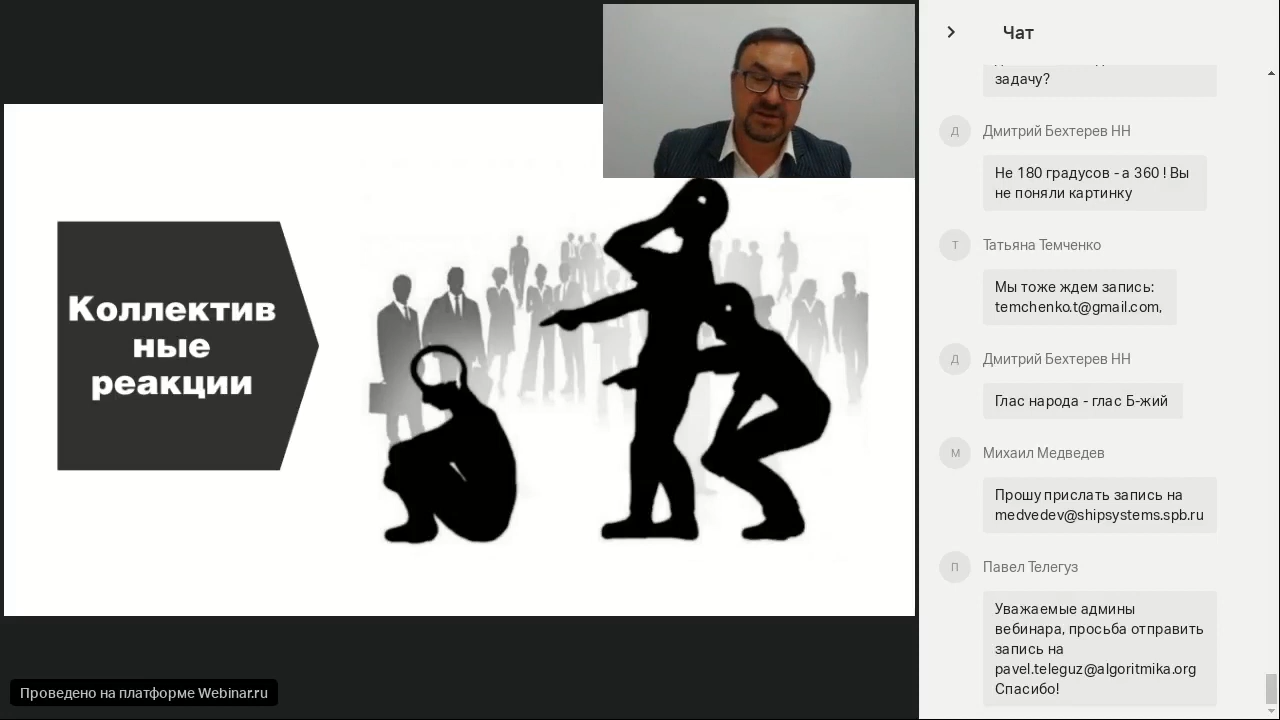 Коллектив
ные
реакции
Проведено на платформе Webinar.ru
Чат
задачу?
Д
Дмитрий Бехтерев НН
Не 180 градусов - а 360 ! Вы
не поняли картинку
Т
Татьяна Темченко
Мы тоже ждем запись:
temchenko.t@gmail.com,
Д
Дмитрий Бехтерев НН
Глас народа - глас Б-жий
М
Михаил Медведев
Прошу прислать запись на
medvedev@shipsystems.spb.ru
П
Павел Телегуз
Уважаемые админы
вебинара, просьба отправить
запись на
pavel.teleguz@algoritmika.org
Спасибо!